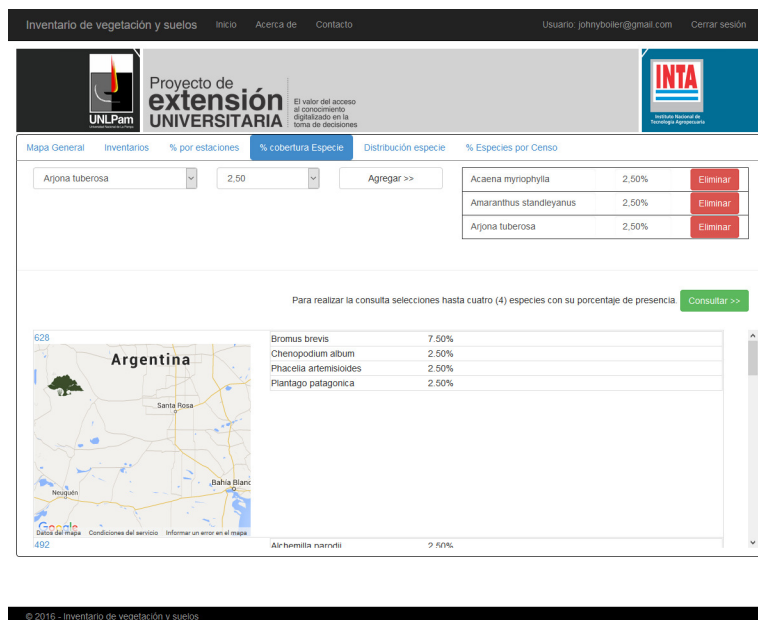 Inventario de vegetación y suelos Inicio Acerca de Contacto Usuario: johnyboiler@gmail.com Cerrar sesión
UNLPam
Proyecto de
extensión
UNIVERSITARIA
El valor del acceso
al conocimiento
digitalizado en la
toma de decisiones
INTA
Instituto Nacional de
Tecnología Agropecuaria
Mapa General Inventarios % por estaciones % cobertura Especie Distribución especie % Especies por Censo
Arjona tuberosa 2,50 Agregar >>
Acaena myriophylla 2,50% Eliminar
Amaranthus standleyanus 2,50% Eliminar
Arjona tuberosa 2,50% Eliminar
Para realizar la consulta selecciones hasta cuatro (4) especies con su porcentaje de presencia. Consultar >>
628
Bromus brevis 7.50%
Chenopodium album 2.50%
Phacelia artemisioides 2.50%
Plantago patagonica 2.50%
Argentina
Santa Rosa
Bahía Blanc
Neuquén
Google
Datos del mapa Condiciones del servicio Informar un error en el mapa
492 Alchemilla parodii 2.50%
© 2016 - Inventario de vegetación y suelos